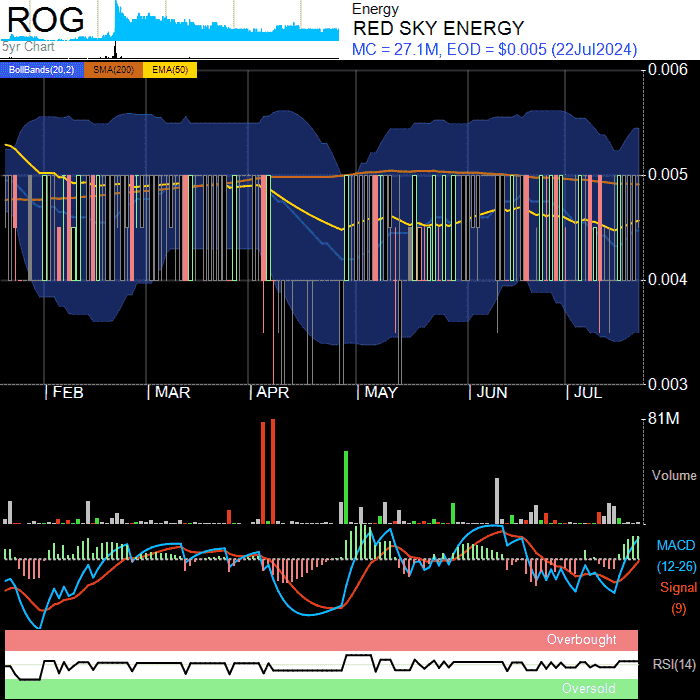 ROG
5yr Chart
Energy
RED SKY ENERGY
MC = 27.1M, EOD = $0.005 (22Jul2024)
BollBands(20,2) SMA(200) EMA(50)
0.006
0.005
0.004
0.003
FEB MAR APR MAY JUN JUL
81M
Volume
MACD
(12-26)
Signal
(9)
Overbought
RSI(14)
Oversold